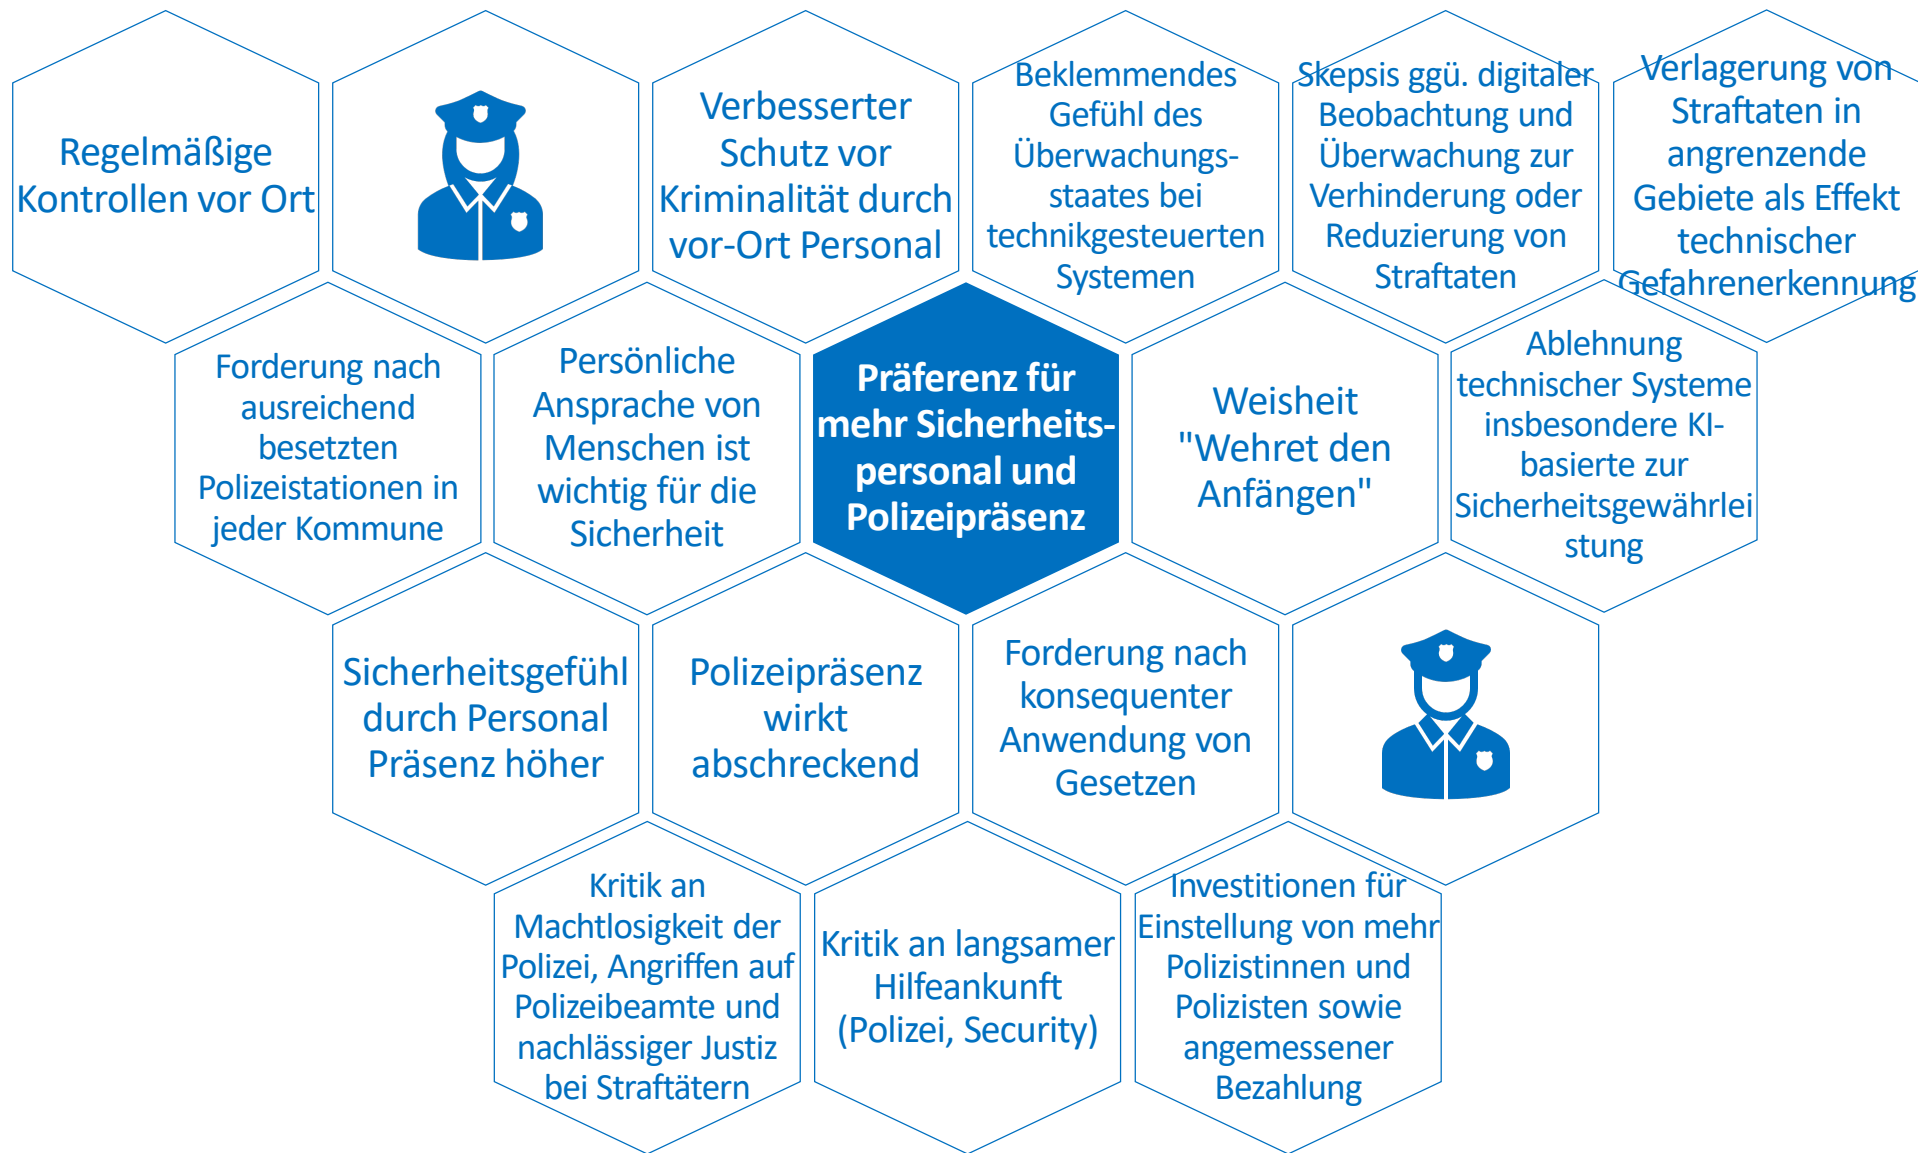 Regelmäßige
Kontrollen vor Ort
Verbesserter
Schutz vor
Kriminalität durch
vor-Ort Personal
Beklemmendes
Gefühl des
Überwachungs-
staates bei
technikgesteuerten
Systemen
Skepsis ggü. digitaler
Beobachtung und
Überwachung zur
Verhinderung oder
Reduzierung von
Straftaten
Verlagerung von
Straftaten in
angrenzende
Gebiete als Effekt
technischer
Gefahrenerkennung
Forderung nach
ausreichend
besetzten
Polizeistationen in
jeder Kommune
Persönliche
Ansprache von
Menschen ist
wichtig für die
Sicherheit
Präferenz für
mehr Sicherheits-
personal und
Polizeipräsenz
Weisheit
"Wehret den
Anfängen"
Ablehnung
technischer Systeme
insbesondere KI-
basierte zur
Sicherheitsgewährlei
stung
Sicherheitsgefühl
durch Personal
Präsenz höher
Polizeipräsenz
wirkt
abschreckend
Forderung nach
konsequenter
Anwendung von
Gesetzen
Kritik an
Machtlosigkeit der
Polizei, Angriffen auf
Polizeibeamte und
nachlässiger Justiz
bei Straftätern
Kritik an langsamer
Hilfeankunft
(Polizei, Security)
Investitionen für
Einstellung von mehr
Polizistinnen und
Polizisten sowie
angemessener
Bezahlung